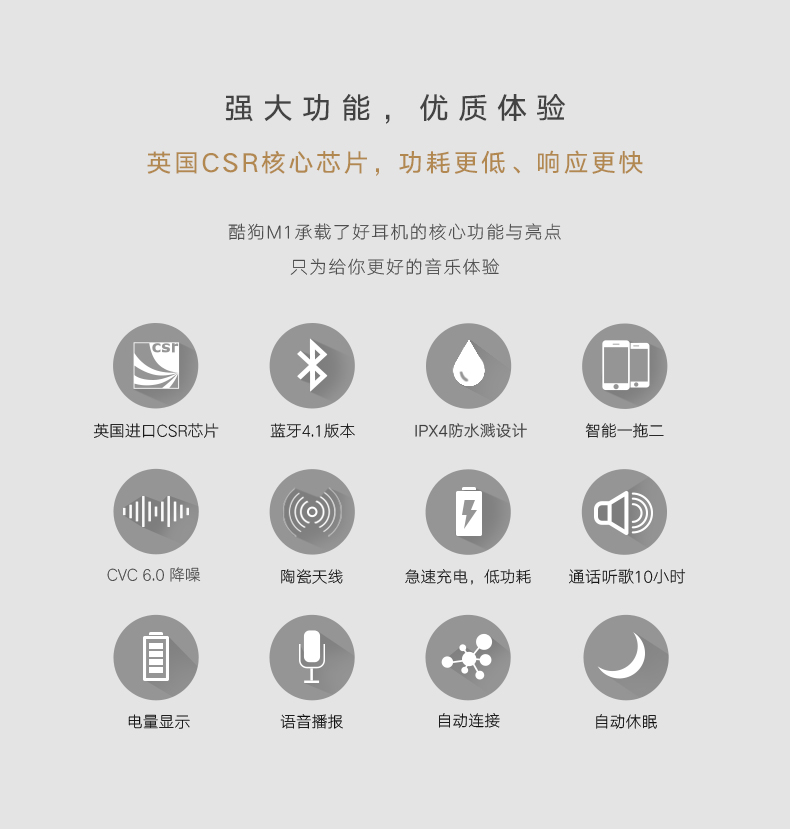 强大功能，优质体验
英国CSR核心芯片，功耗更低、响应更快
酷狗M1承载了好耳机的核心功能与亮点
只为给你更好的音乐体验
csr
英国进口CSR芯片
蓝牙4.1版本
IPX4防水溅设计
智能一拖二
CVC 6.0 降噪
陶瓷天线
急速充电，低功耗
通话听歌10小时
电量显示
语音播报
自动连接
自动休眠